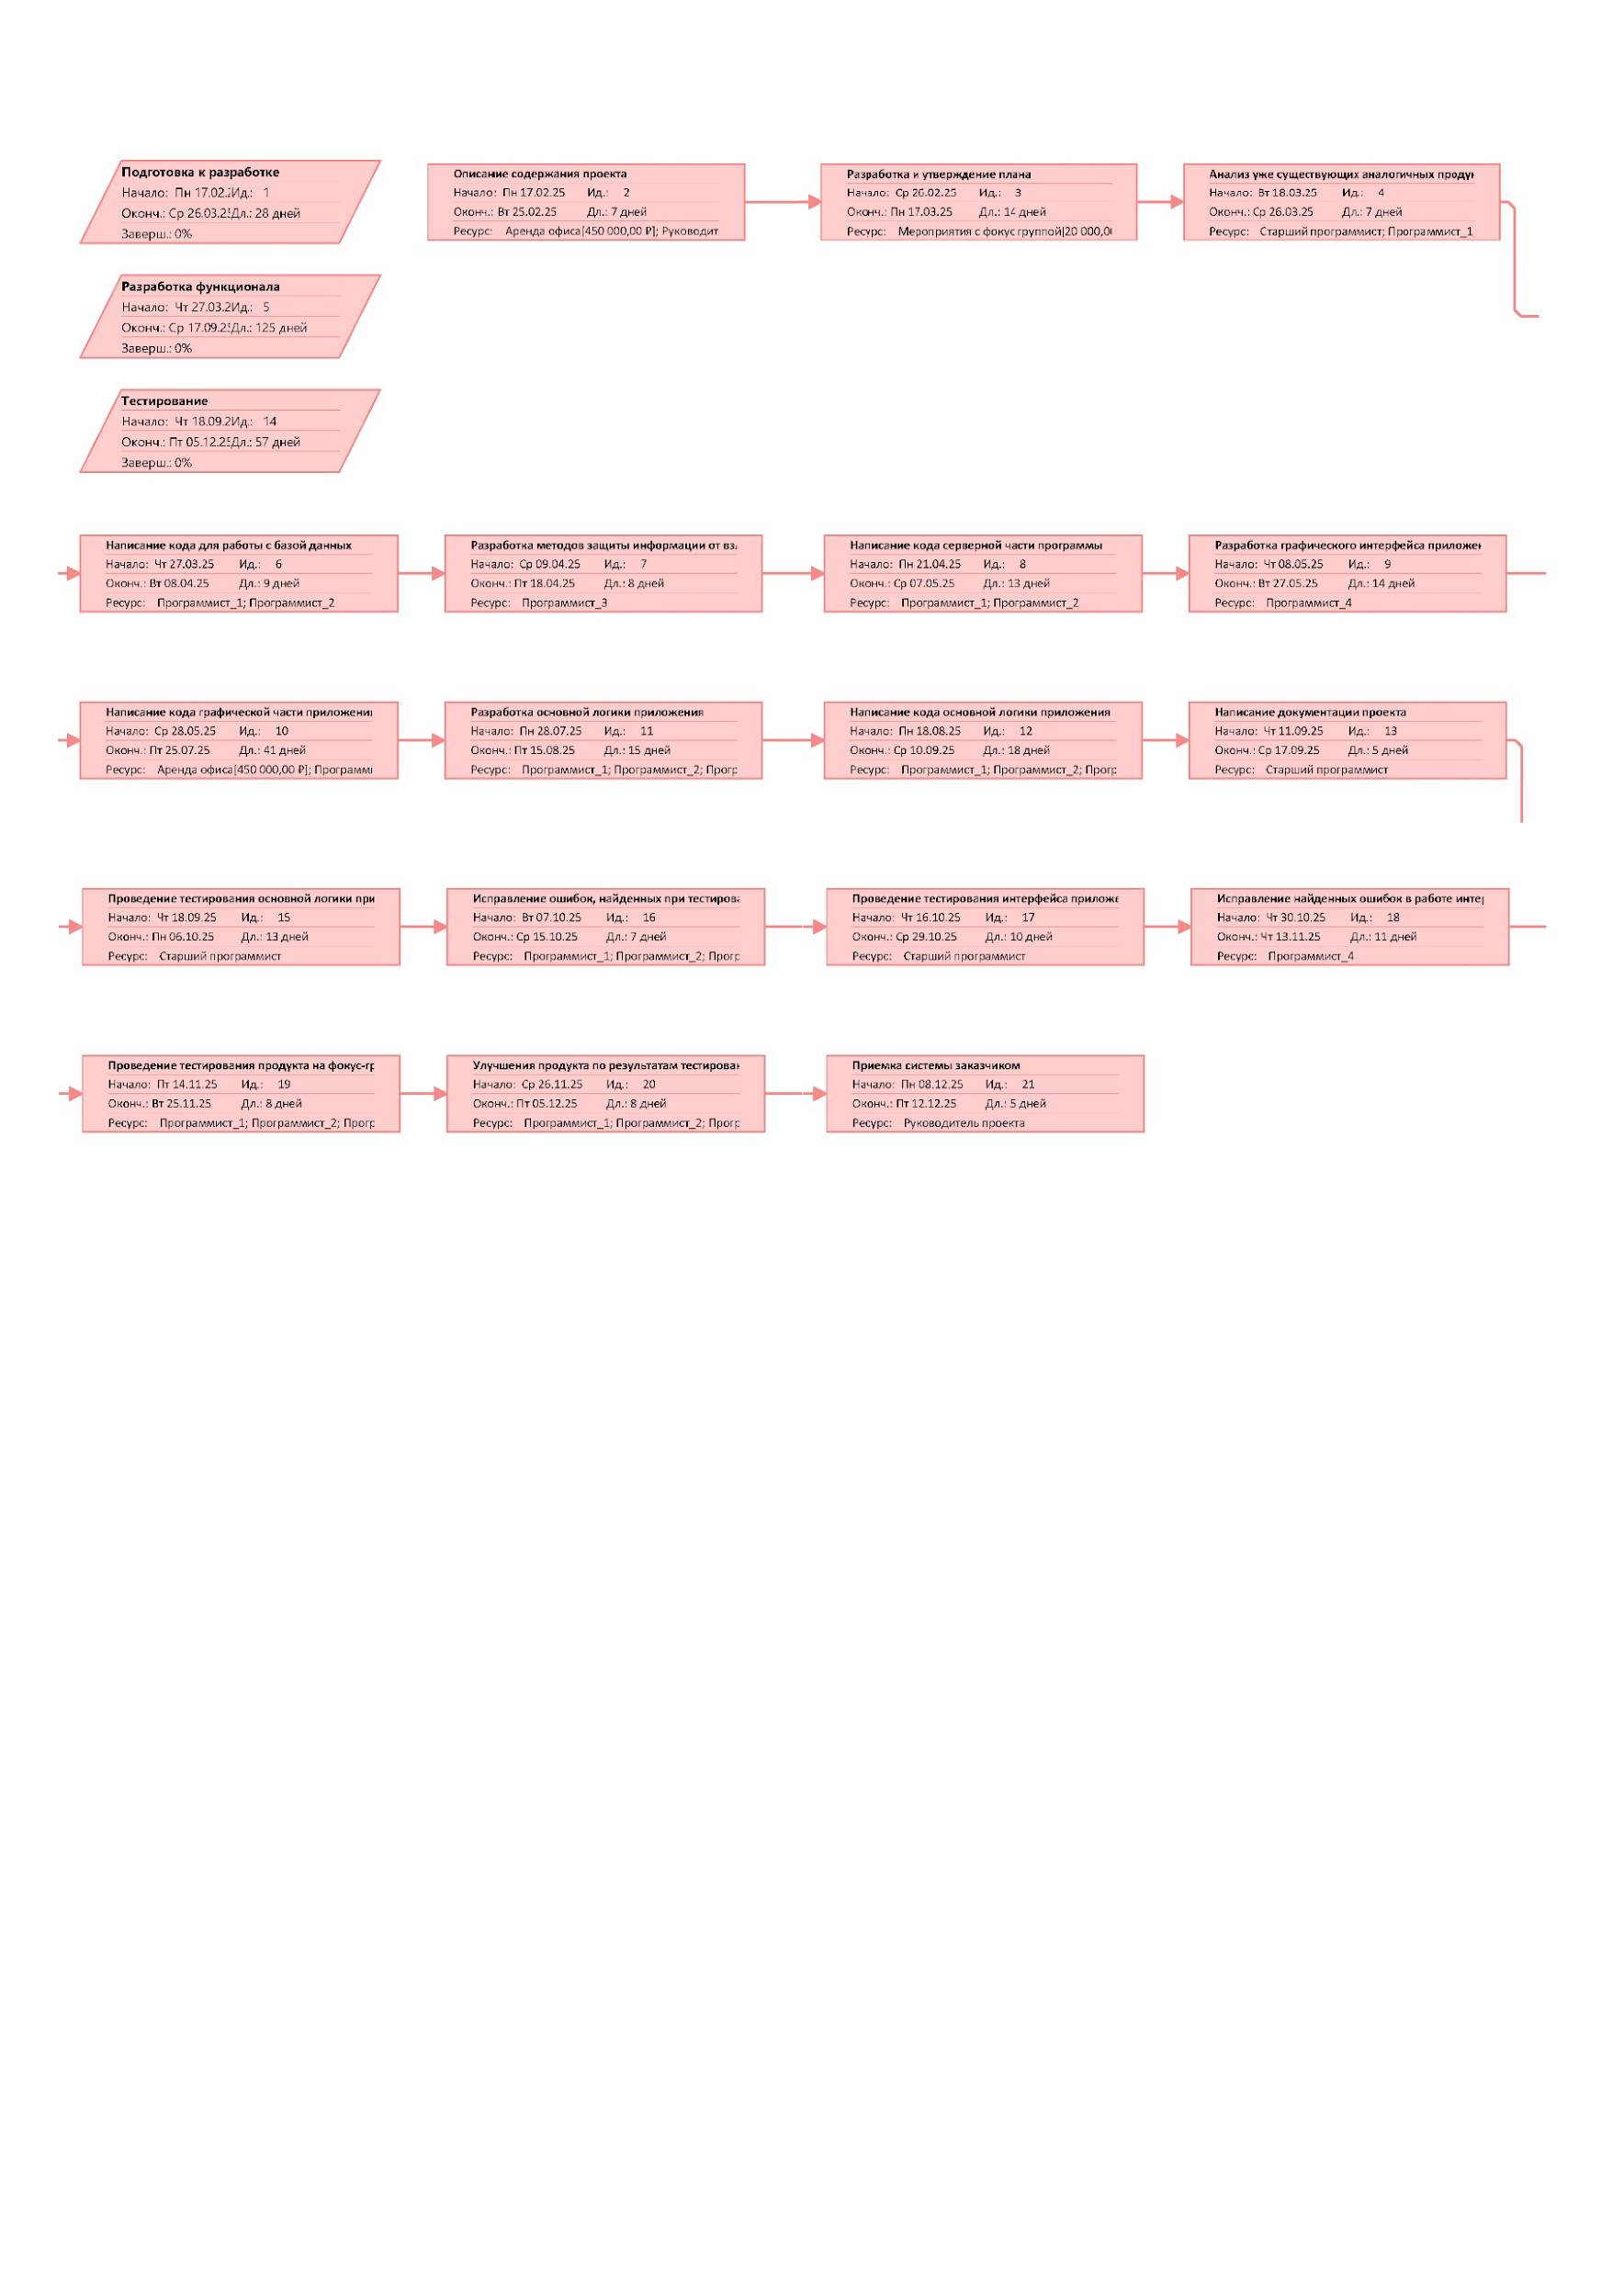 Подготовка к разработке
Начало: Пн 17.02.2Ид.: 1
Оконч.: Ср 26.03.25Дл.: 28 дней
Заверш.: 0%
Описание содержания проекта
Начало: Пн 17.02.25 Ид.: 2
Оконч.: Вт 25.02.25 Дл.: 7 дней
Ресурс: Аренда офиса[450 000,00 ₽]; Руководит
Разработка и утверждение плана
Начало: Ср 26.02.25 Ид.: 3
Оконч.: Пн 17.03.25 Дл.: 14 дней
Ресурс: Мероприятия с фокус группой[20 000,0
Анализ уже существующих аналогичных проду
Начало: Вт 18.03.25 Ид.: 4
Оконч.: Ср 26.03.25 Дл.: 7 дней
Ресурс: Старший программист; Программист_1
Разработка функционала
Начало: Чт 27.03.2Ид.: 5
Оконч.: Ср 17.09.25Дл.: 125 дней
Заверш.: 0%
Тестирование
Начало: Чт 18.09.2Ид.: 14
Оконч.: Пт 05.12.25Дл.: 57 дней
Заверш.: 0%
Написание кода для работы с базой данных
Начало: Чт 27.03.25 Ид.: 6
Оконч.: Вт 08.04.25 Дл.: 9 дней
Ресурс: Программист_1; Программист_2
Разработка методов защиты информации от вз
Начало: Ср 09.04.25 Ид.: 7
Оконч.: Пт 18.04.25 Дл.: 8 дней
Ресурс: Программист_3
Написание кода серверной части программы
Начало: Пн 21.04.25 Ид.: 8
Оконч.: Ср 07.05.25 Дл.: 13 дней
Ресурс: Программист_1; Программист_2
Разработка графического интерфейса приложен
Начало: Чт 08.05.25 Ид.: 9
Оконч.: Вт 27.05.25 Дл.: 14 дней
Ресурс: Программист_4
Написание кода графической части приложени
Начало: Ср 28.05.25 Ид.: 10
Оконч.: Пт 25.07.25 Дл.: 41 дней
Ресурс: Аренда офиса[450 000,00 ₽]; Программи
Разработка основной логики приложения
Начало: Пн 28.07.25 Ид.: 11
Оконч.: Пт 15.08.25 Дл.: 15 дней
Ресурс: Программист_1; Программист_2; Прогр
Написание кода основной логики приложения
Начало: Пн 18.08.25 Ид.: 12
Оконч.: Ср 10.09.25 Дл.: 18 дней
Ресурс: Программист_1; Программист_2; Прогр
Написание документации проекта
Начало: Чт 11.09.25 Ид.: 13
Оконч.: Ср 17.09.25 Дл.: 5 дней
Ресурс: Старший программист
Проведение тестирования основной логики при
Начало: Чт 18.09.25 Ид.: 15
Оконч.: Пн 06.10.25 Дл.: 13 дней
Ресурс: Старший программист
Исправление ошибок, найденных при тестирова
Начало: Вт 07.10.25 Ид.: 16
Оконч.: Ср 15.10.25 Дл.: 7 дней
Ресурс: Программист_1; Программист_2; Прогр
Проведение тестирования интерфейса приложе
Начало: Чт 16.10.25 Ид.: 17
Оконч.: Ср 29.10.25 Дл.: 10 дней
Ресурс: Старший программист
Исправление найденных ошибок в работе интер
Начало: Чт 30.10.25 Ид.: 18
Оконч.: Чт 13.11.25 Дл.: 11 дней
Ресурс: Программист_4
Проведение тестирования продукта на фокус-гр
Начало: Пт 14.11.25 Ид.: 19
Оконч.: Вт 25.11.25 Дл.: 8 дней
Ресурс: Программист_1; Программист_2; Прогр
Улучшения продукта по результатам тестирован
Начало: Ср 26.11.25 Ид.: 20
Оконч.: Пт 05.12.25 Дл.: 8 дней
Ресурс: Программист_1; Программист_2; Прогр
Приемка системы заказчиком
Начало: Пн 08.12.25 Ид.: 21
Оконч.: Пт 12.12.25 Дл.: 5 дней
Ресурс: Руководитель проекта